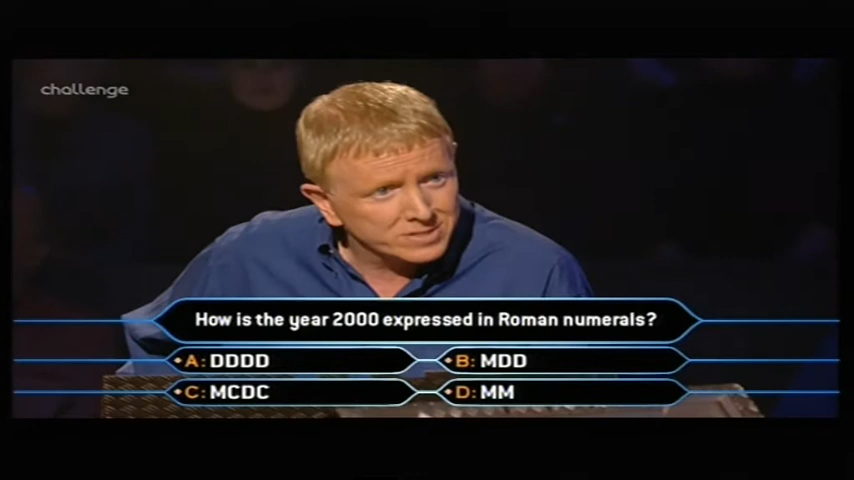 challenge
How is the year 2000 expressed in Roman numerals?
A: DDDD
B: MDD
C: MCDC
D: MM